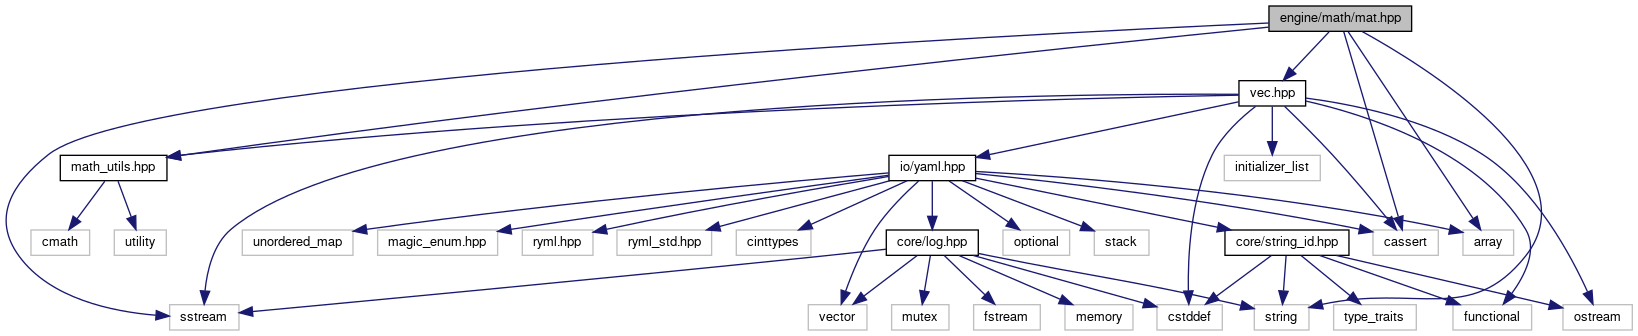 engine/math/mat.hpp
vec.hpp
math_utils.hpp
io/yaml.hpp
initializer_list
cmath
utility
unordered_map
magic_enum.hpp
ryml.hpp
ryml_std.hpp
cinttypes
core/log.hpp
optional
stack
core/string_id.hpp
cassert
array
sstream
vector
mutex
fstream
memory
cstddef
string
type_traits
functional
ostream